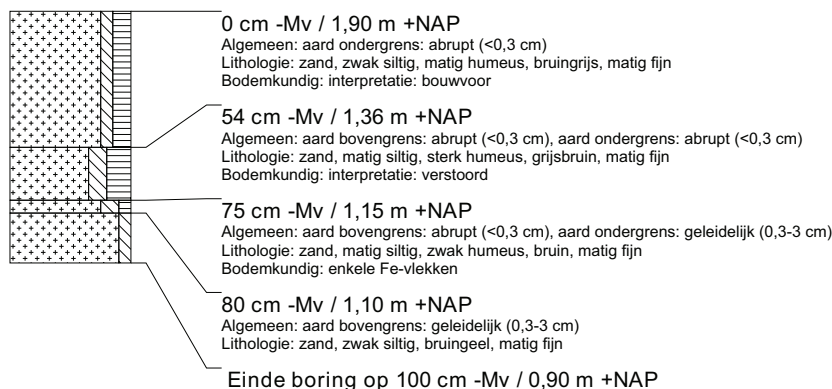 0 cm -Mv / 1,90 m +NAP
Algemeen: aard ondergrens: abrupt (<0,3 cm)
Lithologie: zand, zwak siltig, matig humeus, bruingrijs, matig fijn
Bodemkundig: interpretatie: bouwvoor
54 cm -Mv / 1,36 m +NAP
Algemeen: aard bovengrens: abrupt (<0,3 cm), aard ondergrens: abrupt (<0,3 cm)
Lithologie: zand, matig siltig, sterk humeus, grijsbruin, matig fijn
Bodemkundig: interpretatie: verstoord
75 cm -Mv / 1,15 m +NAP
Algemeen: aard bovengrens: abrupt (<0,3 cm), aard ondergrens: geleidelijk (0,3-3 cm)
Lithologie: zand, matig siltig, zwak humeus, bruin, matig fijn
Bodemkundig: enkele Fe-vlekken
80 cm -Mv / 1,10 m +NAP
Algemeen: aard bovengrens: geleidelijk (0,3-3 cm)
Lithologie: zand, zwak siltig, bruingeel, matig fijn
Einde boring op 100 cm -Mv / 0,90 m +NAP